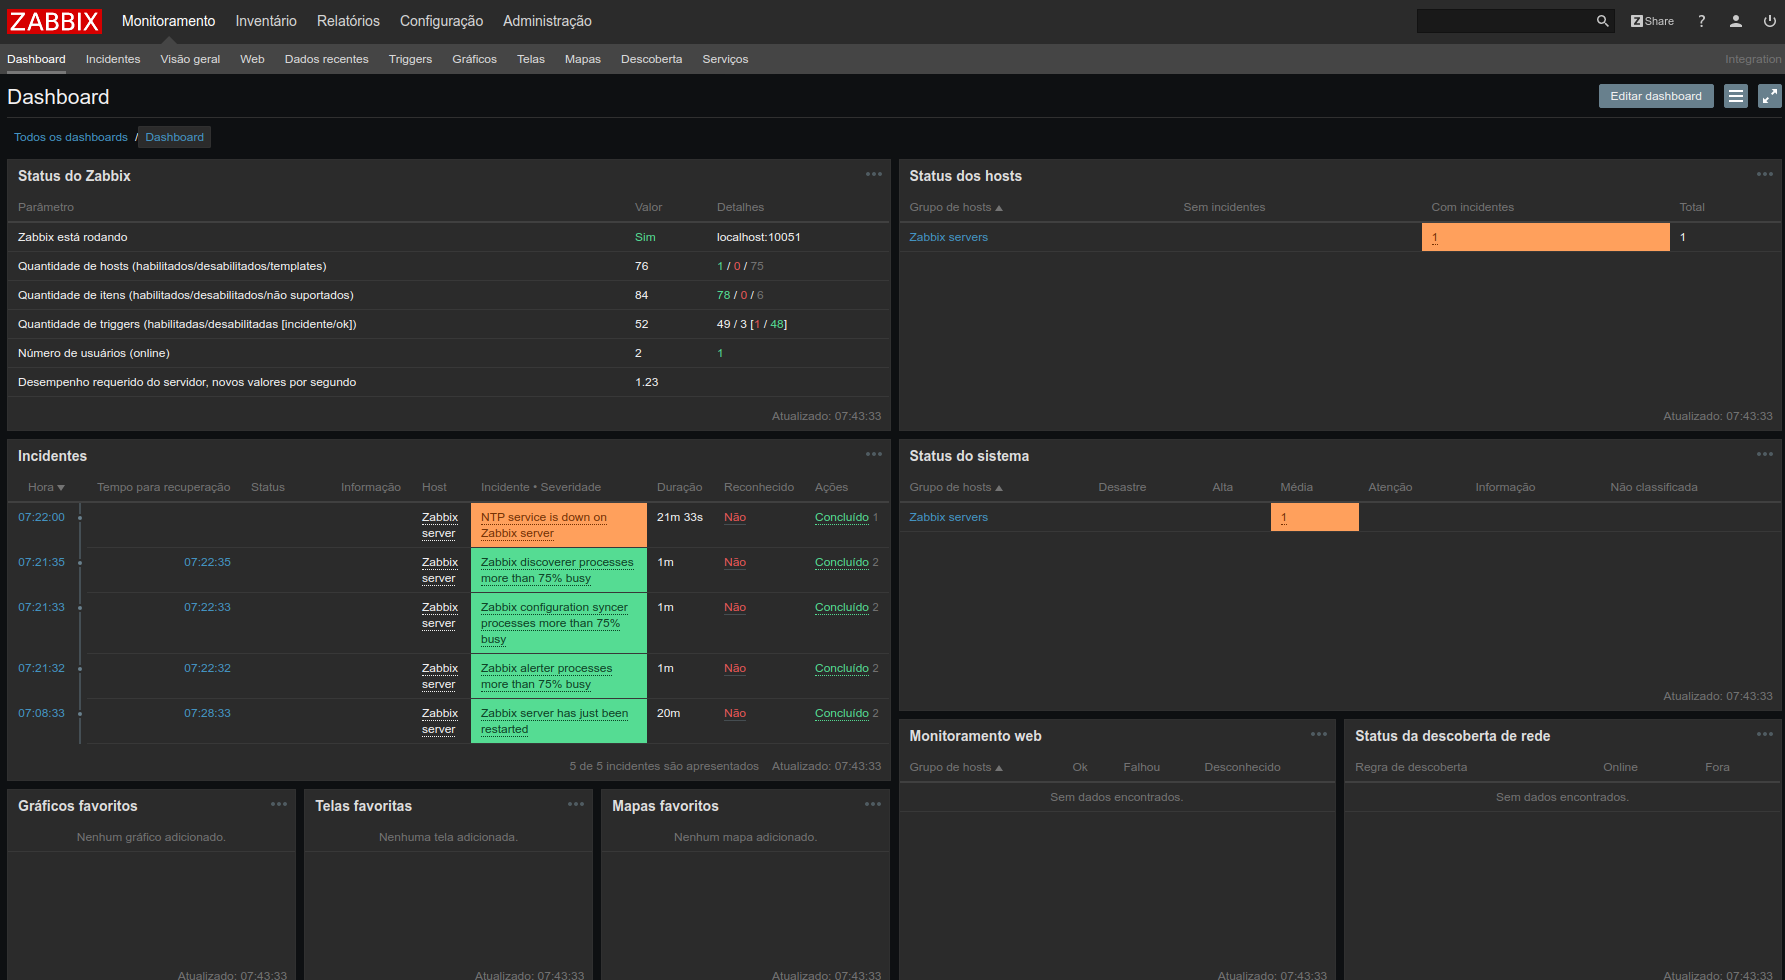 ZABBIX Monitoramento Inventário Relatórios Configuração Administração Z Share ?
Dashboard Incidentes Visão geral Web Dados recentes Triggers Gráficos Telas Mapas Descoberta Serviços Integration
Dashboard Editar dashboard
Todos os dashboards / Dashboard
Status do Zabbix
Parâmetro Valor Detalhes
Zabbix está rodando Sim localhost:10051
Quantidade de hosts (habilitados/desabilitados/templates) 76 1 / 0 / 75
Quantidade de itens (habilitados/desabilitados/não suportados) 84 78 / 0 / 6
Quantidade de triggers (habilitadas/desabilitadas [incidente/ok]) 52 49 / 3 [1 / 48]
Número de usuários (online) 2 1
Desempenho requerido do servidor, novos valores por segundo 1.23
Atualizado: 07:43:33
Status dos hosts
Grupo de hosts Sem incidentes Com incidentes Total
Zabbix servers 1 1
Atualizado: 07:43:33
Incidentes
Hora Tempo para recuperação Status Informação Host Incidente • Severidade Duração Reconhecido Ações
07:22:00 Zabbix server NTP service is down on Zabbix server 21m 33s Não Concluído 1
07:21:35 07:22:35 Zabbix server Zabbix discoverer processes more than 75% busy 1m Não Concluído 2
07:21:33 07:22:33 Zabbix server Zabbix configuration syncer processes more than 75% busy 1m Não Concluído 2
07:21:32 07:22:32 Zabbix server Zabbix alerter processes more than 75% busy 1m Não Concluído 2
07:08:33 07:28:33 Zabbix server Zabbix server has just been restarted 20m Não Concluído 2
5 de 5 incidentes são apresentados Atualizado: 07:43:33
Status do sistema
Grupo de hosts Desastre Alta Média Atenção Informação Não classificada
Zabbix servers 1
Atualizado: 07:43:33
Gráficos favoritos
Nenhum gráfico adicionado.
Atualizado: 07:43:33
Telas favoritas
Nenhuma tela adicionada.
Atualizado: 07:43:33
Mapas favoritos
Nenhum mapa adicionado.
Atualizado: 07:43:33
Monitoramento web
Grupo de hosts Ok Falhou Desconhecido
Sem dados encontrados.
Atualizado: 07:43:33
Status da descoberta de rede
Regra de descoberta Online Fora
Sem dados encontrados.
Atualizado: 07:43:33